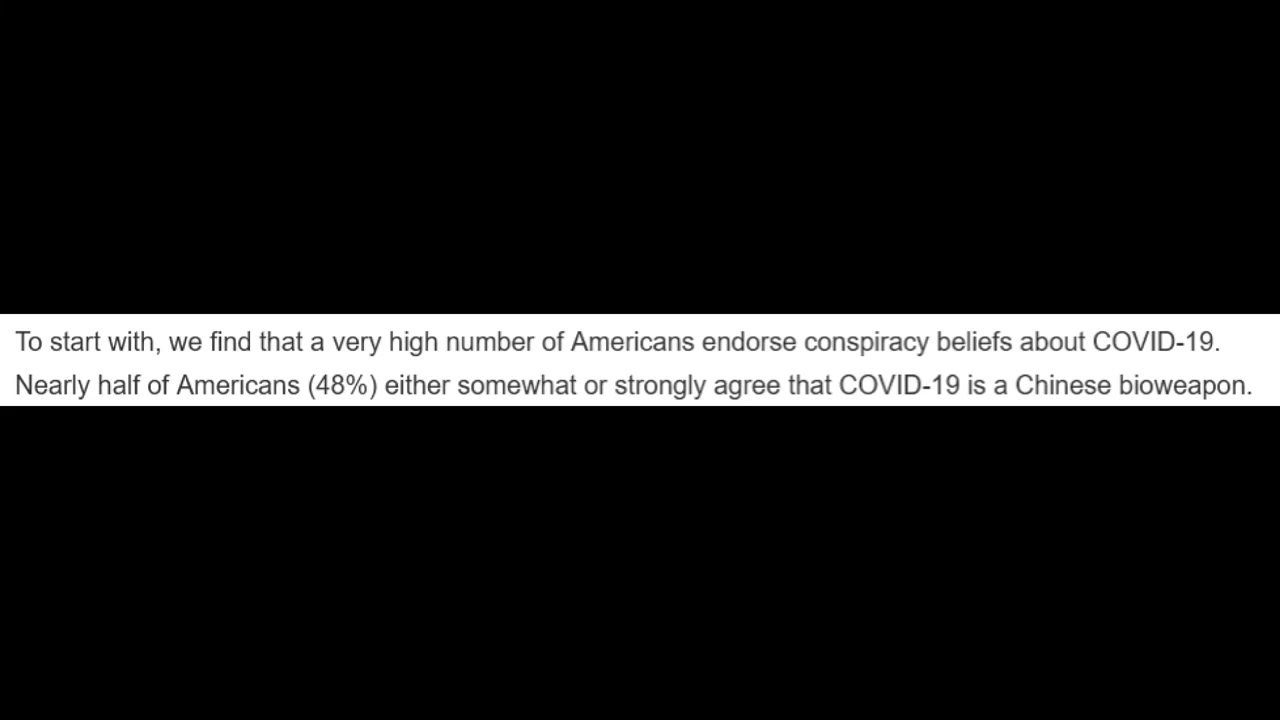 To start with, we find that a very high number of Americans endorse conspiracy beliefs about COVID-19.
Nearly half of Americans (48%) either somewhat or strongly agree that COVID-19 is a Chinese bioweapon.